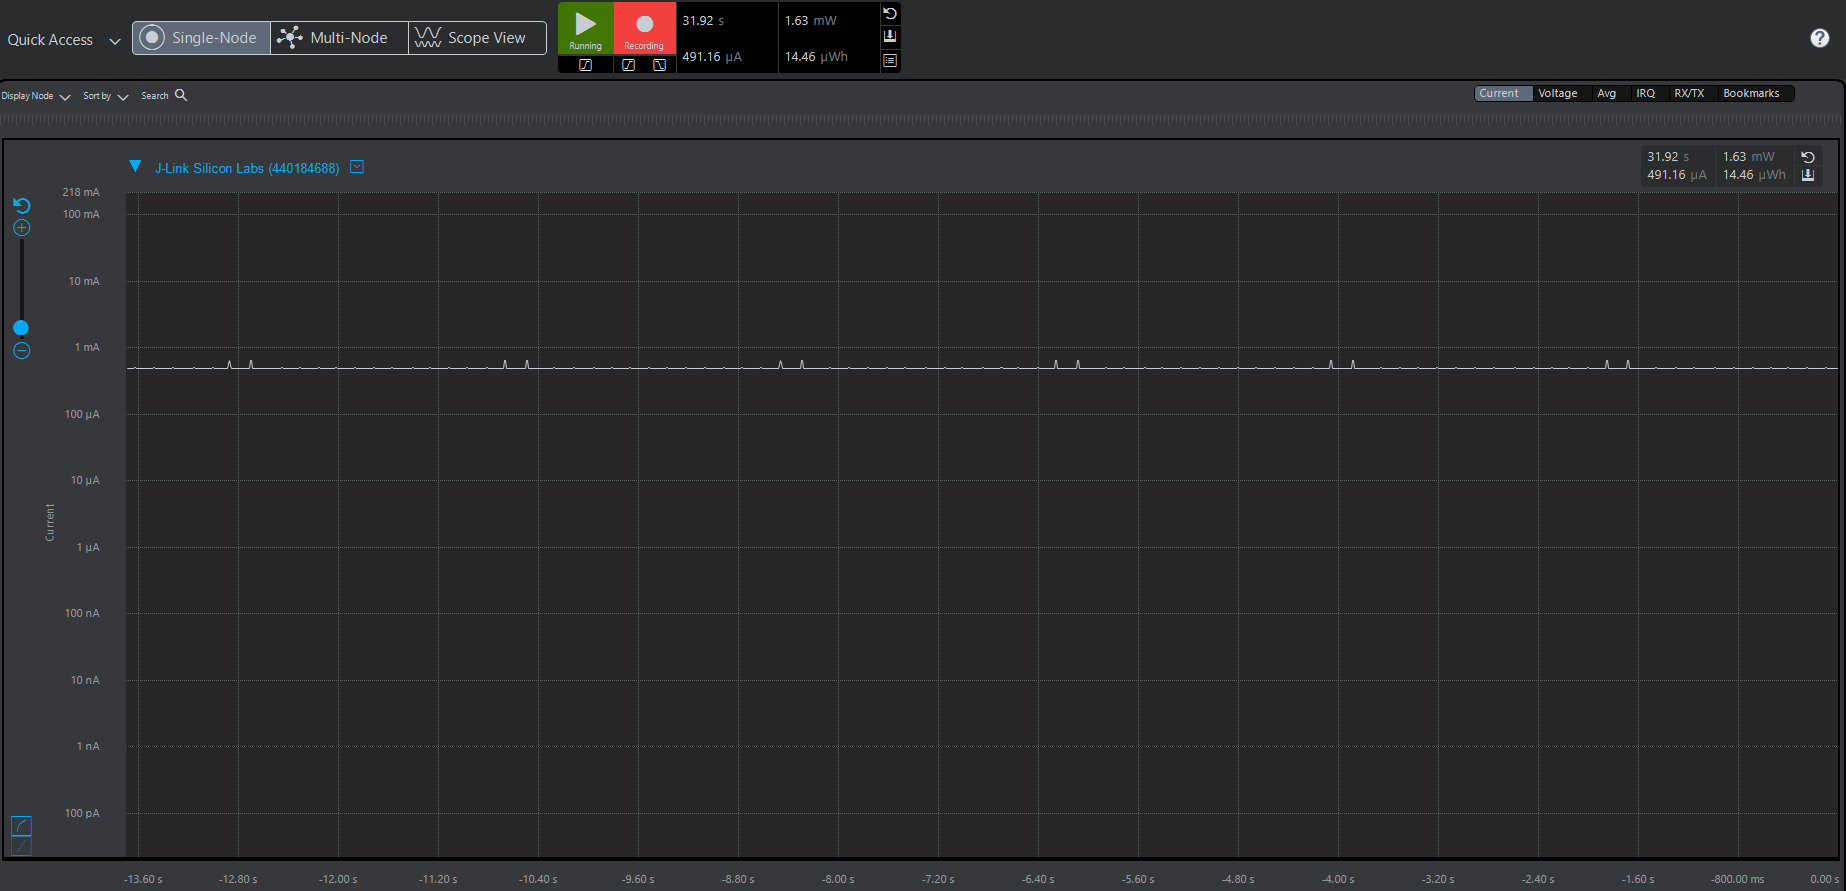 Quick Access
Single-Node
Multi-Node
Scope View
Running
Recording
31.92 s
1.63 mW
491.16 µA
14.46 µWh
?
Display Node
Sort by
Search
Current
Voltage
Avg
IRQ
RX/TX
Bookmarks
J-Link Silicon Labs (440184688)
31.92 s
1.63 mW
491.16 µA
14.46 µWh
218 mA
100 mA
10 mA
1 mA
100 µA
10 µA
1 µA
100 nA
10 nA
1 nA
100 pA
Current
-13.60 s
-12.80 s
-12.00 s
-11.20 s
-10.40 s
-9.60 s
-8.80 s
-8.00 s
-7.20 s
-6.40 s
-5.60 s
-4.80 s
-4.00 s
-3.20 s
-2.40 s
-1.60 s
-800.00 ms
0.00 s